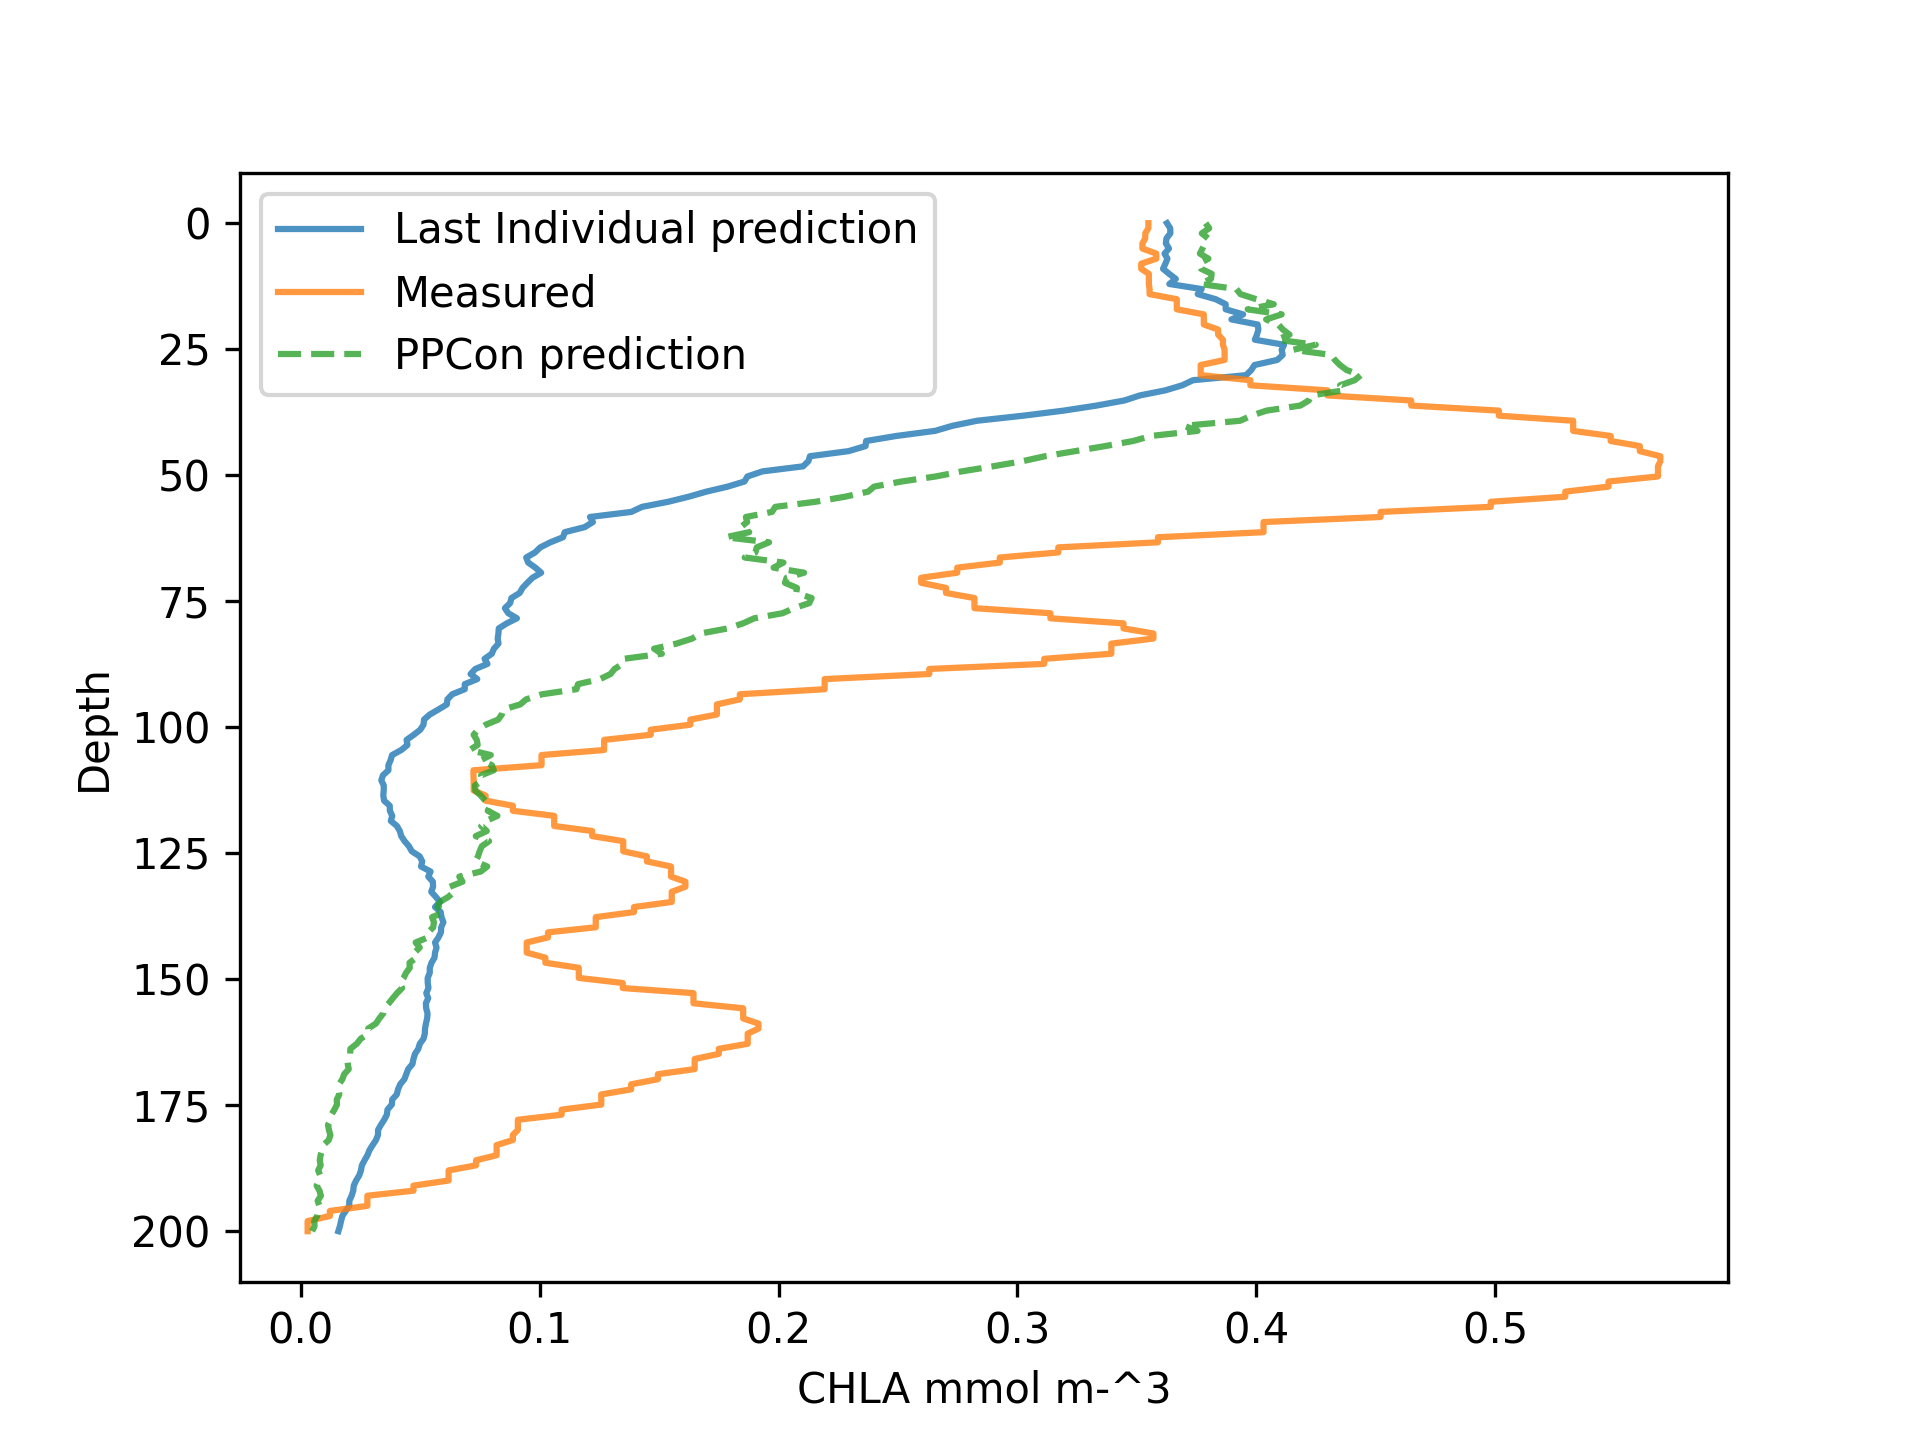 Last Individual prediction
Measured
PPCon prediction
0
25
50
75
100
125
150
175
200
Depth
0.0 0.1 0.2 0.3 0.4 0.5
CHLA mmol m-^3